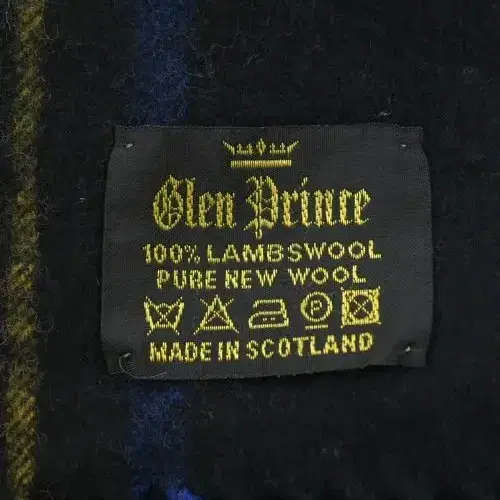 Glen Prince
100% LAMBSWOOL
PURE NEW WOOL
P
MADE IN SCOTLAND